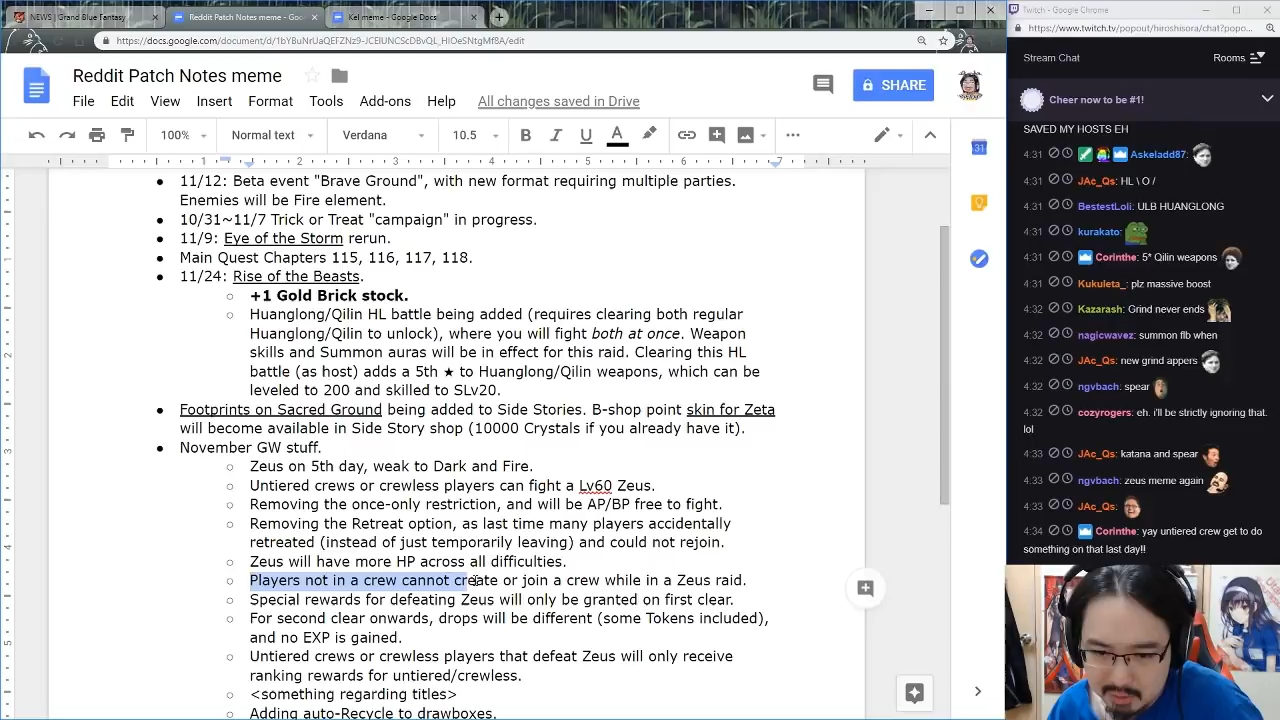 NEWS | Grand Blue Fantasy
Reddit Patch Notes meme - Goo
Kel meme - Google Docs
Twitch - Google Chrome
https://www.twitch.tv/popout/hiroshisora/chat?popo...
Stream Chat
Rooms
Cheer now to be #1!
Reddit Patch Notes meme
File Edit View Insert Format Tools Add-ons Help All changes saved in Drive
SHARE
100% Normal text Verdana 10.5 B I U A
1 2 3 4 5 6 7
11/12: Beta event "Brave Ground", with new format requiring multiple parties.
Enemies will be Fire element.
10/31~11/7 Trick or Treat "campaign" in progress.
11/9: Eye of the Storm rerun.
Main Quest Chapters 115, 116, 117, 118.
11/24: Rise of the Beasts.
+1 Gold Brick stock.
Huanglong/Qilin HL battle being added (requires clearing both regular
Huanglong/Qilin to unlock), where you will fight both at once. Weapon
skills and Summon auras will be in effect for this raid. Clearing this HL
battle (as host) adds a 5th ★ to Huanglong/Qilin weapons, which can be
leveled to 200 and skilled to SLv20.
Footprints on Sacred Ground being added to Side Stories. B-shop point skin for Zeta
will become available in Side Story shop (10000 Crystals if you already have it).
November GW stuff.
Zeus on 5th day, weak to Dark and Fire.
Untiered crews or crewless players can fight a Lv60 Zeus.
Removing the once-only restriction, and will be AP/BP free to fight.
Removing the Retreat option, as last time many players accidentally
retreated (instead of just temporarily leaving) and could not rejoin.
Zeus will have more HP across all difficulties.
Players not in a crew cannot create or join a crew while in a Zeus raid.
Special rewards for defeating Zeus will only be granted on first clear.
For second clear onwards, drops will be different (some Tokens included),
and no EXP is gained.
Untiered crews or crewless players that defeat Zeus will only receive
ranking rewards for untiered/crewless.
<something regarding titles>
Adding auto-Recycle to drawboxes.
31
SAVED MY HOSTS EH
4:31 Askeladd87:
4:31 JAc_Qs: HL \ O /
4:31 BestestLoli: ULB HUANGLONG
4:31 kurakato:
4:31 Corinthe: 5* Qilin weapons
4:31 Kukuleta_: plz massive boost
4:31 Kazarash: Grind never ends
4:32 nagicwavez: summon flb when
4:32 JAc_Qs: new grind appers
4:32 ngvbach: spear
4:32 cozyrogers: eh. i'll be strictly ignoring that.
lol
4:33 JAc_Qs: katana and spear
4:33 ngvbach: zeus meme again
4:33 JAc_Qs:
4:34 Corinthe: yay untiered crew get to do
something on that last day!!